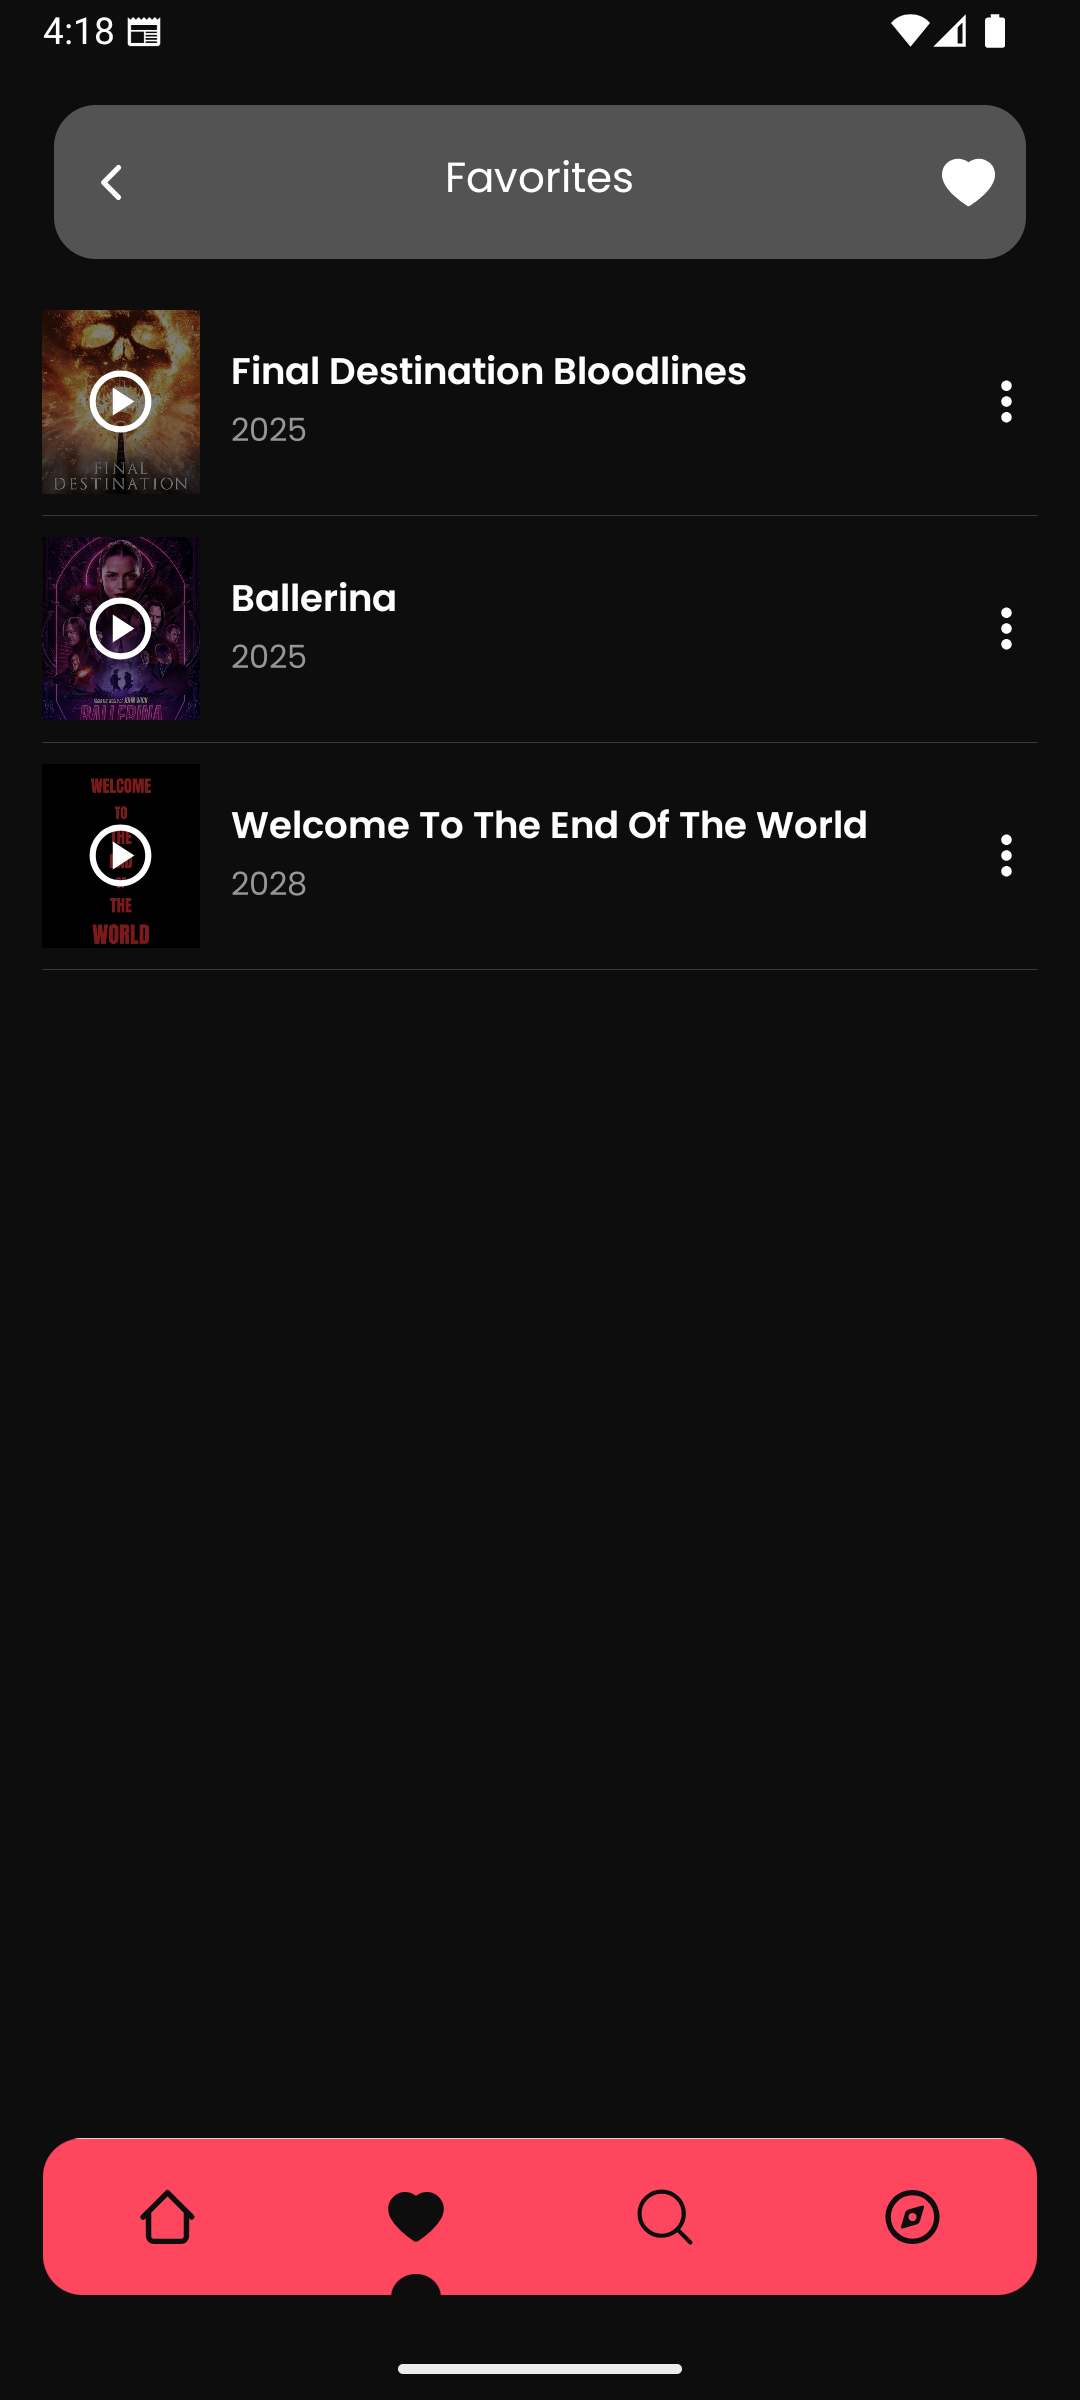 4:18
Favorites
FINAL
DESTINATION
Final Destination Bloodlines
2025
BALLERINA
Ballerina
2025
WELCOME
TO
THE
THE
WORLD
Welcome To The End Of The World
2028